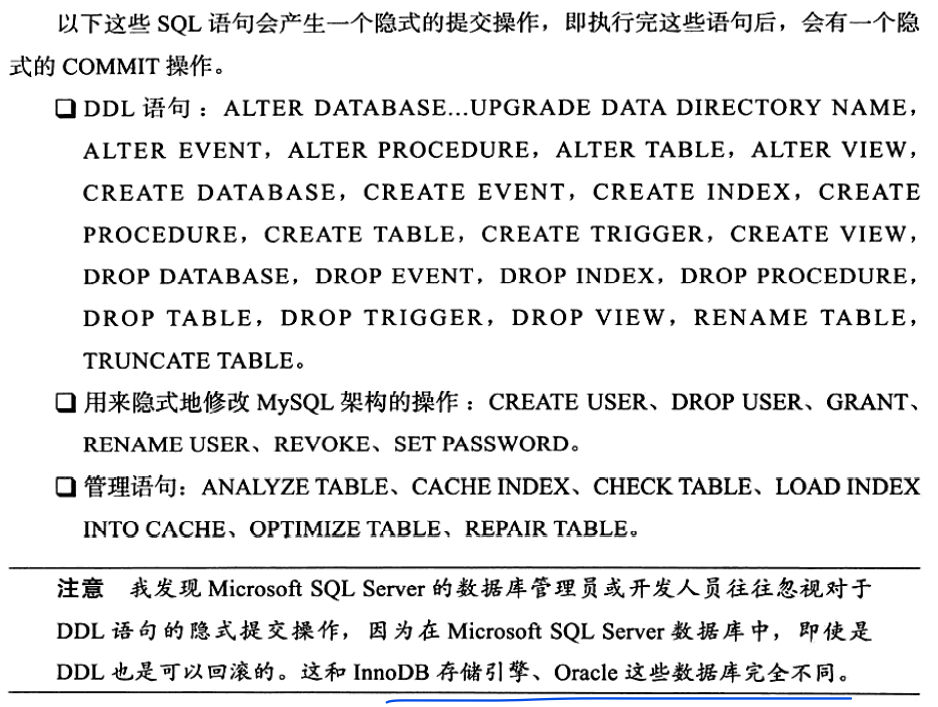 以下这些 SQL 语句会产生一个隐式的提交操作，即执行完这些语句后，会有一个隐
式的 COMMIT 操作。
❑ DDL 语句：ALTER DATABASE...UPGRADE DATA DIRECTORY NAME，
ALTER EVENT，ALTER PROCEDURE，ALTER TABLE，ALTER VIEW，
CREATE DATABASE，CREATE EVENT，CREATE INDEX，CREATE
PROCEDURE，CREATE TABLE，CREATE TRIGGER，CREATE VIEW，
DROP DATABASE，DROP EVENT，DROP INDEX，DROP PROCEDURE，
DROP TABLE，DROP TRIGGER，DROP VIEW，RENAME TABLE，
TRUNCATE TABLE。
❑ 用来隐式地修改 MySQL 架构的操作：CREATE USER、DROP USER、GRANT、
RENAME USER、REVOKE、SET PASSWORD。
❑ 管理语句：ANALYZE TABLE、CACHE INDEX、CHECK TABLE、LOAD INDEX
INTO CACHE、OPTIMIZE TABLE、REPAIR TABLE。
注意 我发现 Microsoft SQL Server 的数据库管理员或开发人员往往忽视对于
DDL 语句的隐式提交操作，因为在 Microsoft SQL Server 数据库中，即使是
DDL 也是可以回滚的。这和 InnoDB 存储引擎、Oracle 这些数据库完全不同。